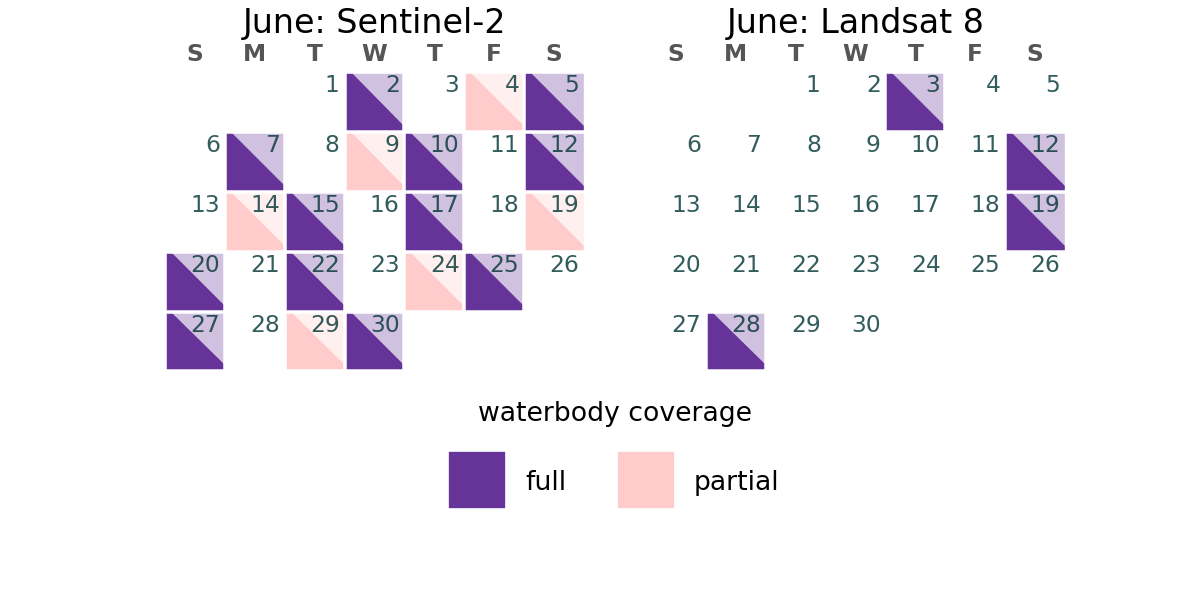 June: Sentinel-2
S M T W T F S
1 2 3 4 5
6 7 8 9 10 11 12
13 14 15 16 17 18 19
20 21 22 23 24 25 26
27 28 29 30
June: Landsat 8
S M T W T F S
1 2 3 4 5
6 7 8 9 10 11 12
13 14 15 16 17 18 19
20 21 22 23 24 25 26
27 28 29 30
waterbody coverage
full partial